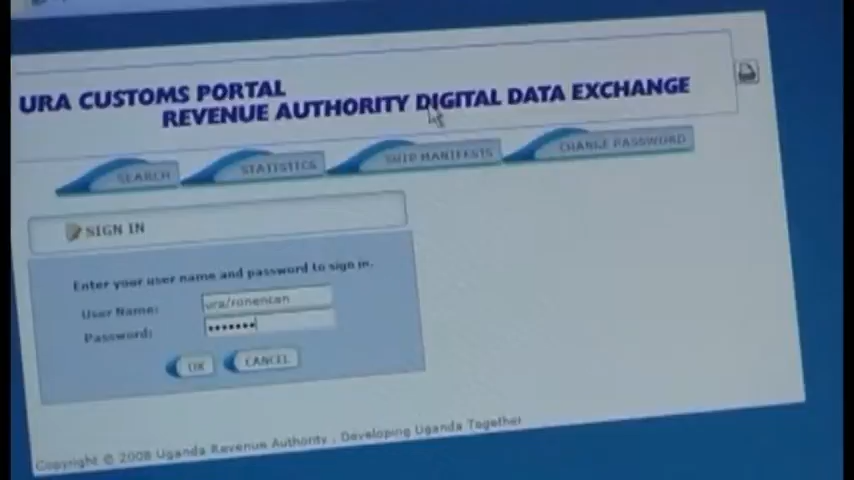 URA CUSTOMS PORTAL
REVENUE AUTHORITY DIGITAL DATA EXCHANGE
SEARCH STATISTICS SHIP MANIFESTS CHANGE PASSWORD
SIGN IN
Enter your user name and password to sign in.
User Name:
Password: •••••••
OK CANCEL
Copyright © 2008 Uganda Revenue Authority , Developing Uganda Together